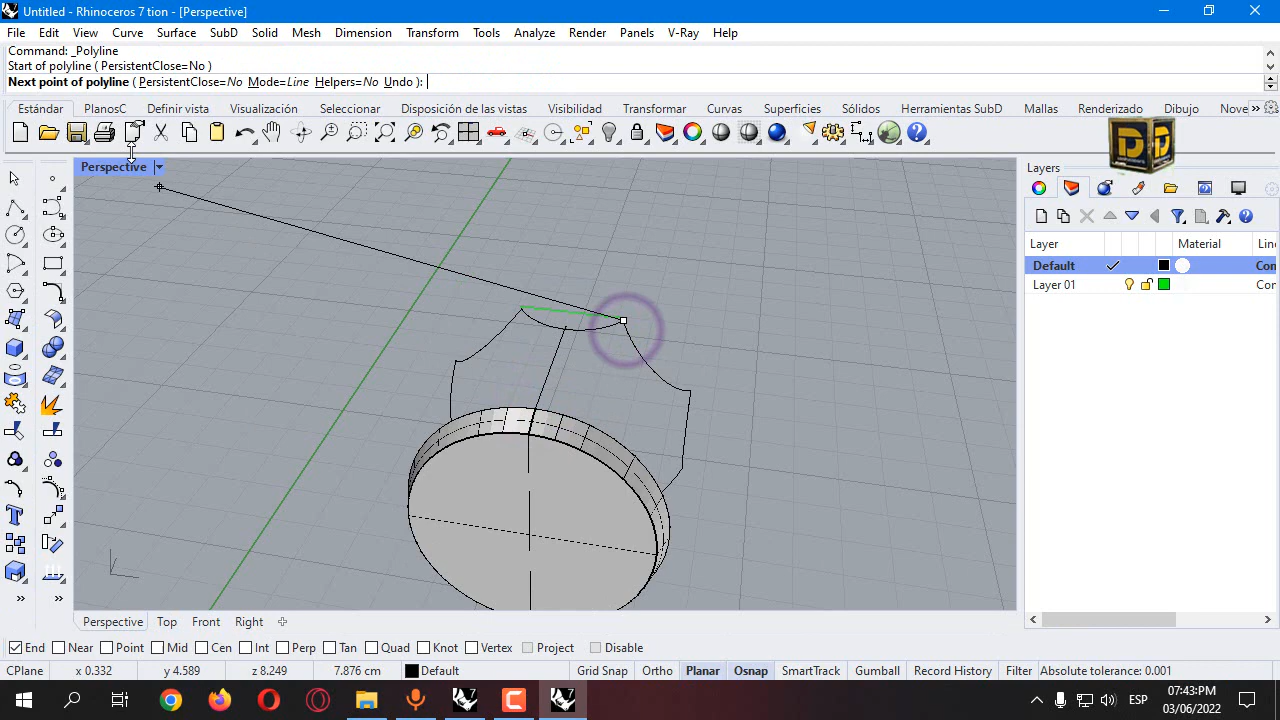 Untitled - Rhinoceros 7 tion - [Perspective]
File Edit View Curve Surface SubD Solid Mesh Dimension Transform Tools Analyze Render Panels V-Ray Help
Command: _Polyline
Start of polyline ( PersistentClose=No )
Next point of polyline ( PersistentClose=No Mode=Line Helpers=No Undo ):
Estándar PlanosC Definir vista Visualización Seleccionar Disposición de las vistas Visibilidad Transformar Curvas Superficies Sólidos Herramientas SubD Mallas Renderizado Dibujo Nove »
Perspective
Layers
Layer Material Line
Default Con
Layer 01 Con
Perspective Top Front Right
End Near Point Mid Cen Int Perp Tan Quad Knot Vertex Project Disable
CPlane x 0.332 y 4.589 z 8.249 7.876 cm Default Grid Snap Ortho Planar Osnap SmartTrack Gumball Record History Filter Absolute tolerance: 0.001
ESP
07:43:PM
03/06/2022